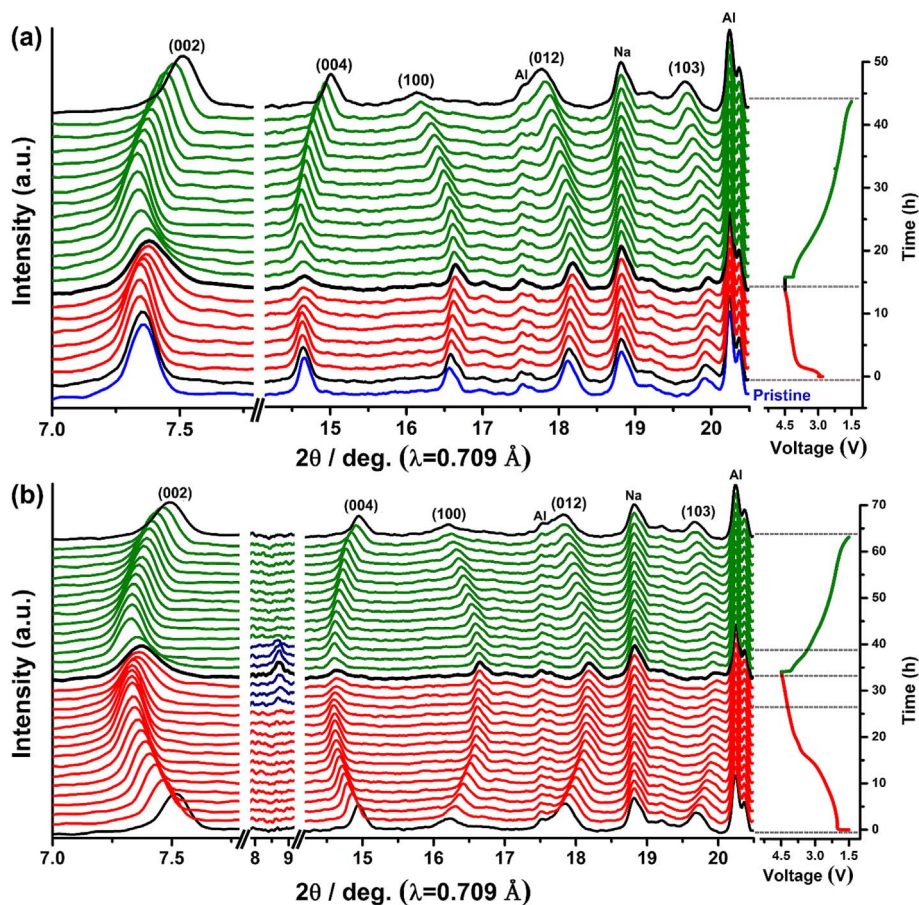 (a)
(002)
(004)
(100)
Al
(012)
Na
(103)
Al
Intensity (a.u.)
Pristine
7.0 7.5 15 16 17 18 19 20
2θ / deg. (λ=0.709 Å)
50
40
30
20
10
0
Time (h)
4.5 3.0 1.5
Voltage (V)
(b)
(002)
(004)
(100)
Al
(012)
Na
(103)
Al
Intensity (a.u.)
7.0 7.5 8 9 15 16 17 18 19 20
2θ / deg. (λ=0.709 Å)
70
60
50
40
30
20
10
0
Time (h)
4.5 3.0 1.5
Voltage (V)